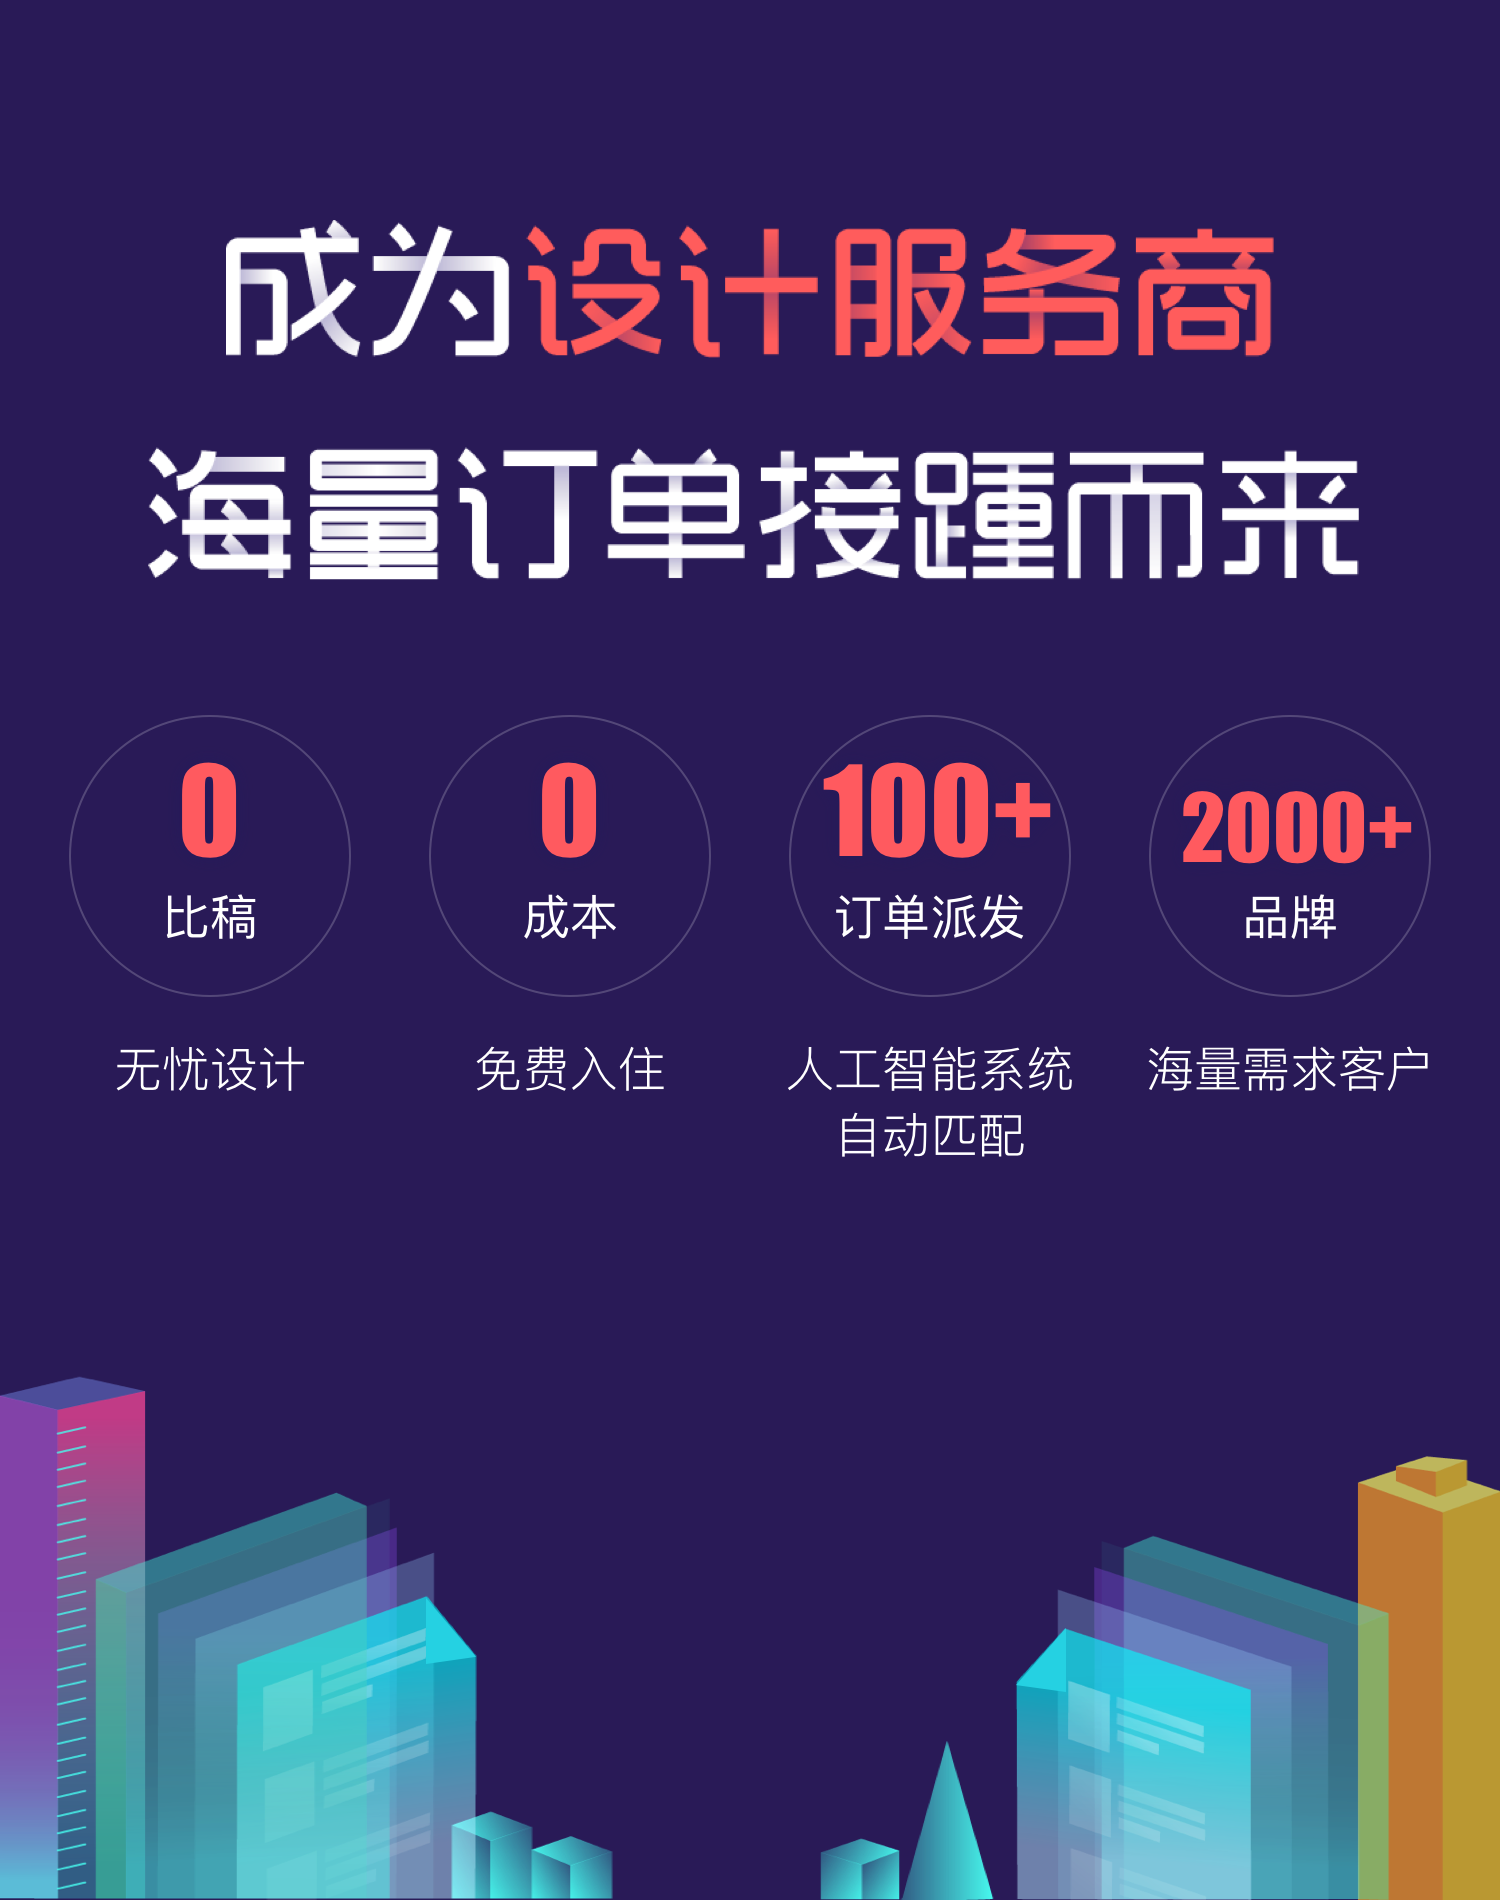 成为设计服务商
海量订单接踵而来
0
比稿
无忧设计
0
成本
免费入住
100+
订单派发
人工智能系统
自动匹配
2000+
品牌
海量需求客户